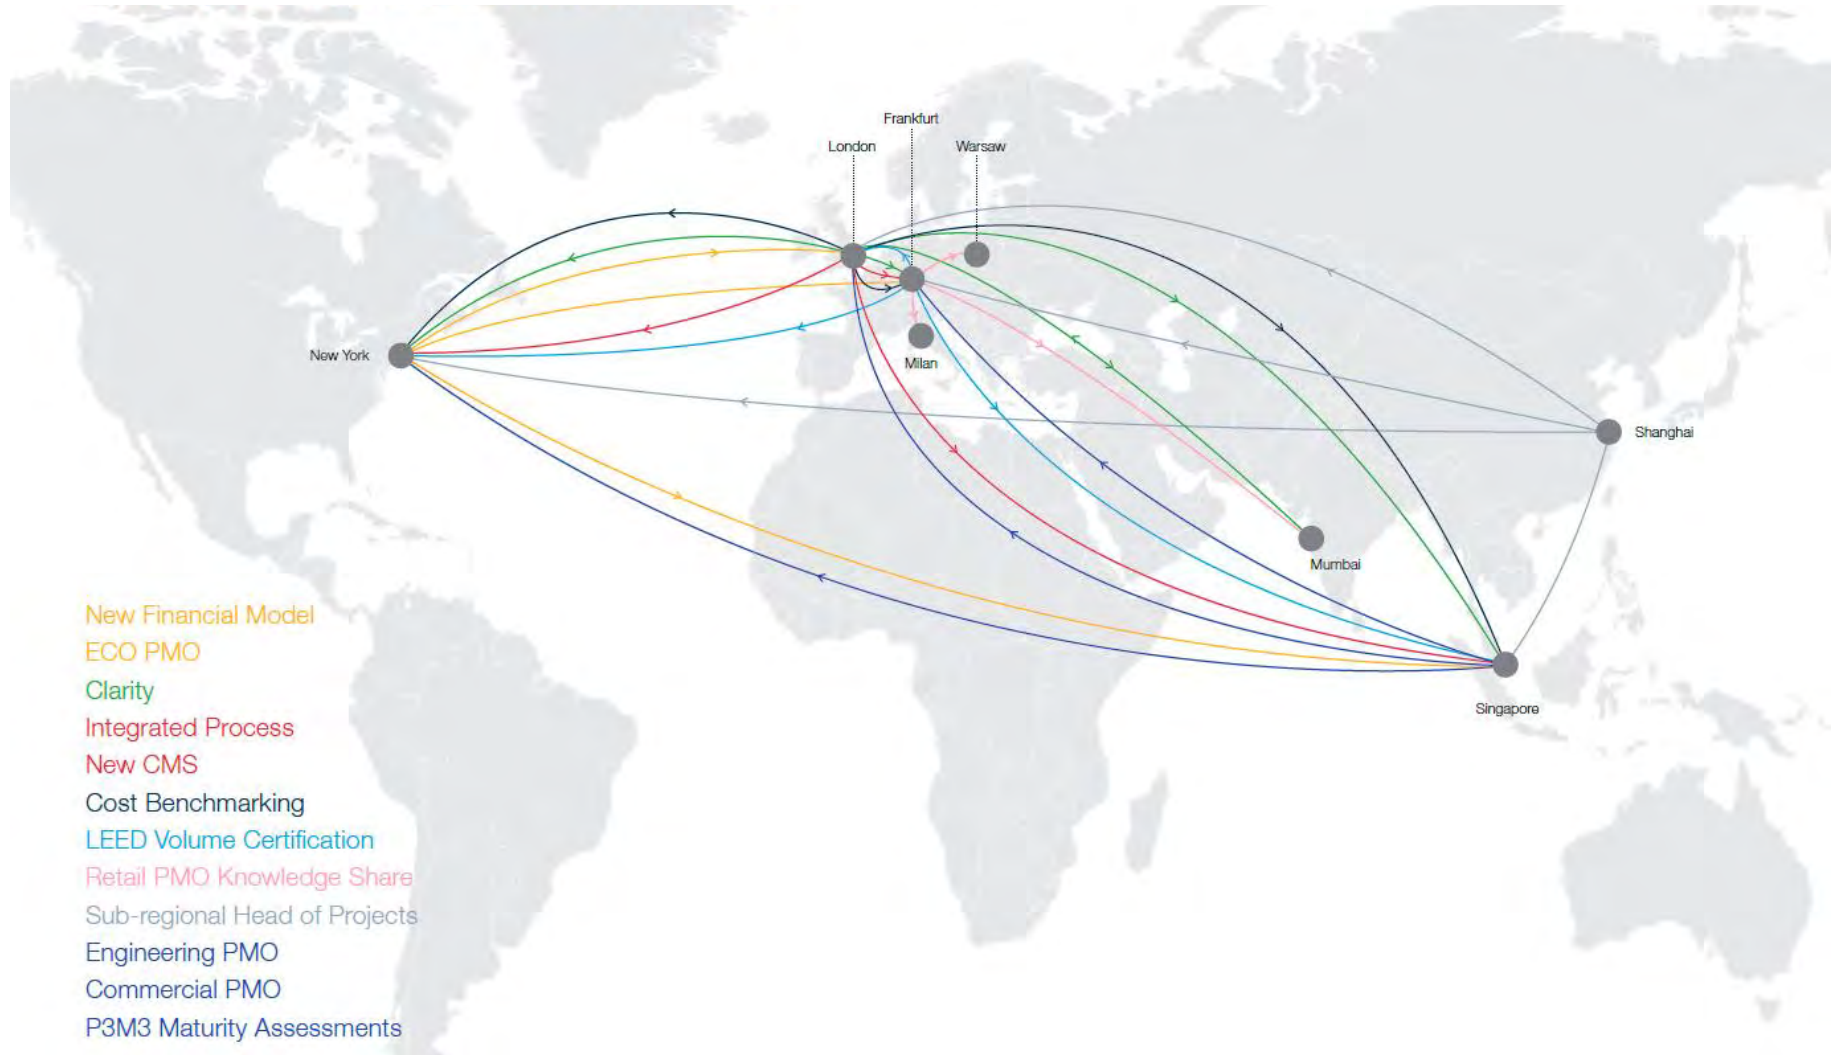 Frankfurt
London
Warsaw
New York
Milan
Shanghai
Mumbai
Singapore
New Financial Model
ECO PMO
Clarity
Integrated Process
New CMS
Cost Benchmarking
LEED Volume Certification
Retail PMO Knowledge Share
Sub-regional Head of Projects
Engineering PMO
Commercial PMO
P3M3 Maturity Assessments